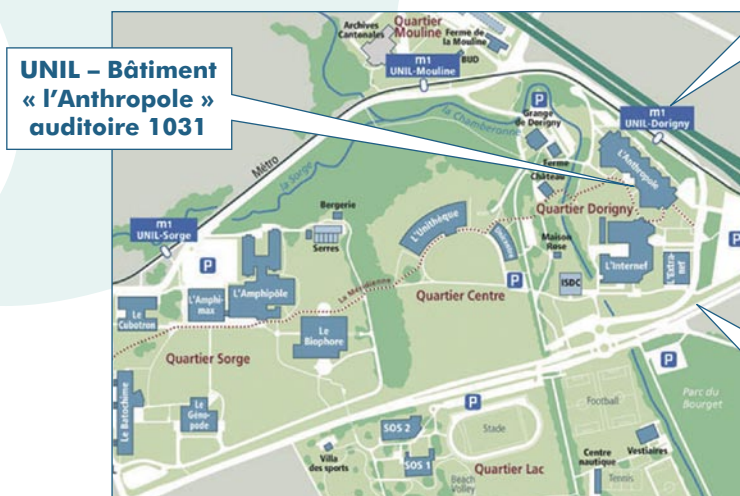 UNIL – Bâtiment
« l'Anthropole »
auditoire 1031
Archives
Cantonales
Quartier
Mouline
Ferme de
la Mouline
BUD
m1
UNIL-Mouline
la Chamberonne
P
Grange
de Dorigny
m1
UNIL-Dorigny
L'Anthropole
Ferme
Château
Métro
la Sorge
Quartier Dorigny
Bergerie
Serres
L'Unithèque
Maison
Rose
m1
UNIL-Sorge
P
P
P
L'Internef
L'Extra-
nef
ISDC
La Méridienne
Quartier Centre
L'Amphi-
max
L'Amphipôle
Le
Cubotron
Le
Biophore
Quartier Sorge
P
Le Batochime
Le
Géno-
pode
P
Football
Parc du
Bourget
SOS 2
Stade
Villa
des sports
SOS 1
Quartier Lac
Centre
nautique
Vestiaires
Beach
Volley
Tennis